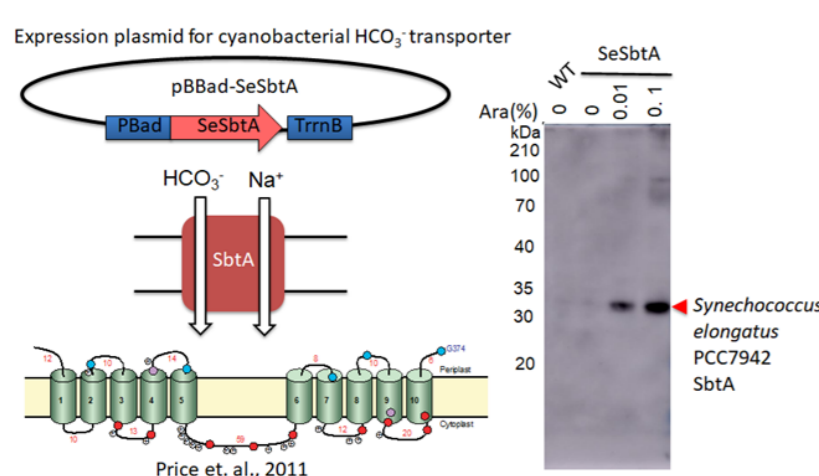 Expression plasmid for cyanobacterial HCO₃⁻ transporter
pBBad-SeSbtA
PBad SeSbtA TrrnB
HCO₃⁻ Na⁺
SbtA
12 10 14 8 10 6 G374
Periplast
1 2 3 4 5 6 7 8 9 10
Cytoplast
10 13 59 12 20
Price et. al., 2011
SeSbtA
WT
Ara(%) 0 0 0.01 0.1
kDa
210
100
70
40
35
30
20
Synechococcus
elongatus
PCC7942
SbtA